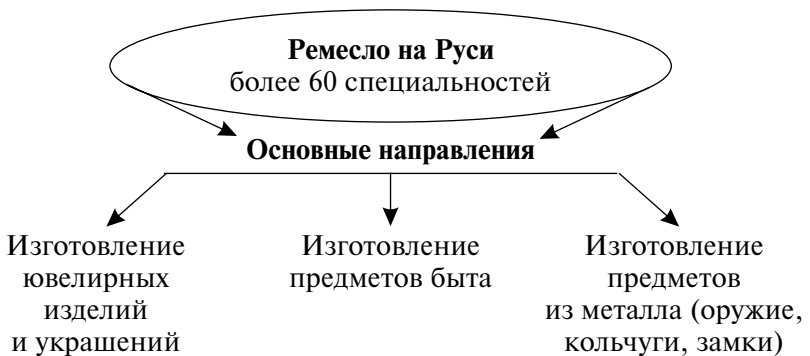 Ремесло на Руси
более 60 специальностей
Основные направления
Изготовление
ювелирных
изделий
и украшений
Изготовление
предметов быта
Изготовление
предметов
из металла (оружие,
кольчуги, замки)